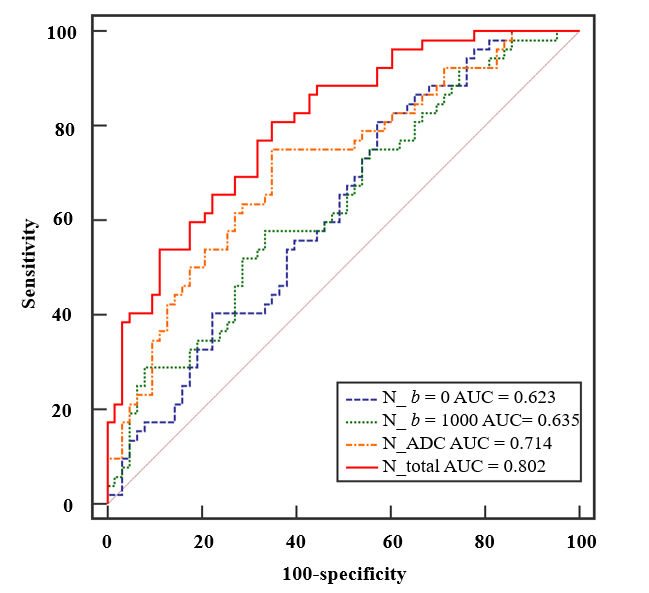 100
80
60
40
20
0
Sensitivity
N_ b = 0 AUC = 0.623
N_ b = 1000 AUC= 0.635
N_ADC AUC = 0.714
N_total AUC = 0.802
0 20 40 60 80 100
100-specificity